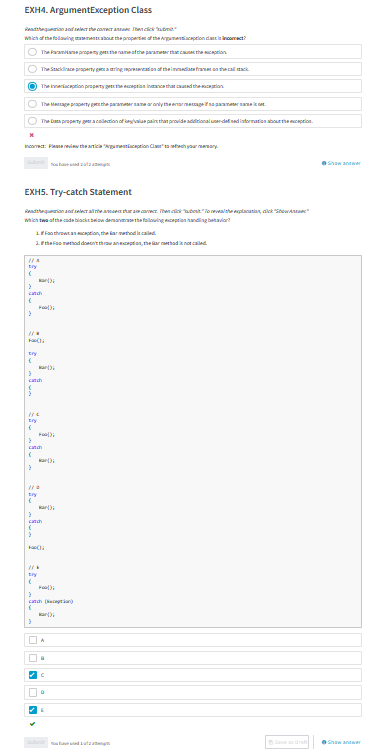 EXH4. ArgumentException Class
Read the question and select the correct answer. Then click "submit."
Which of the following statements about the properties of the ArgumentException class is incorrect?
The ParamName property gets the name of the parameter that causes the exception.
The StackTrace property gets a string representation of the immediate frames on the call stack.
The InnerException property gets the exception instance that caused the exception.
The Message property gets the parameter name or only the error message if no parameter name is set.
The Data property gets a collection of key/value pairs that provide additional user-defined information about the exception.
Incorrect: Please review the article "ArgumentException Class" to refresh your memory.
Submit You have used 2 of 2 attempts Show answer
EXH5. Try-catch Statement
Read the question and select all the answers that are correct. Then click "submit." To reveal the explanation, click "Show Answer."
Which two of the code blocks below demonstrate the following exception handling behavior?
1. If Foo throws an exception, the Bar method is called.
2. If the Foo method doesn't throw an exception, the Bar method is not called.
// A
try
{
Bar();
}
catch
{
Foo();
}
// B
Foo();
try
{
Bar();
}
catch
{
}
// C
try
{
Foo();
}
catch
{
Bar();
}
// D
try
{
Bar();
}
catch
{
}
Foo();
// E
try
{
Foo();
}
catch (Exception)
{
Bar();
}
A
B
C
D
E
Submit You have used 1 of 2 attempts Save as Draft Show answer